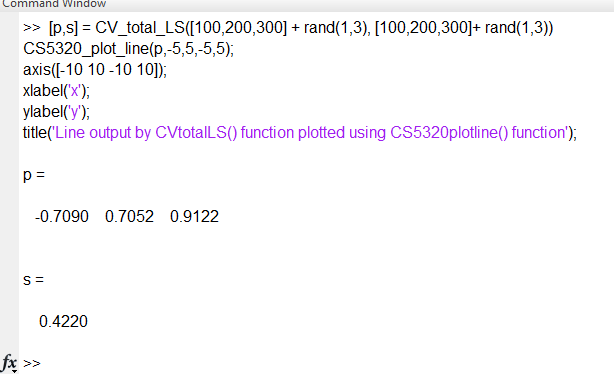 Command Window
>> [p,s] = CV_total_LS([100,200,300] + rand(1,3), [100,200,300]+ rand(1,3))
CS5320_plot_line(p,-5,5,-5,5);
axis([-10 10 -10 10]);
xlabel('x');
ylabel('y');
title('Line output by CVtotalLS() function plotted using CS5320plotline() function');
p =
-0.7090 0.7052 0.9122
s =
0.4220
fx >>